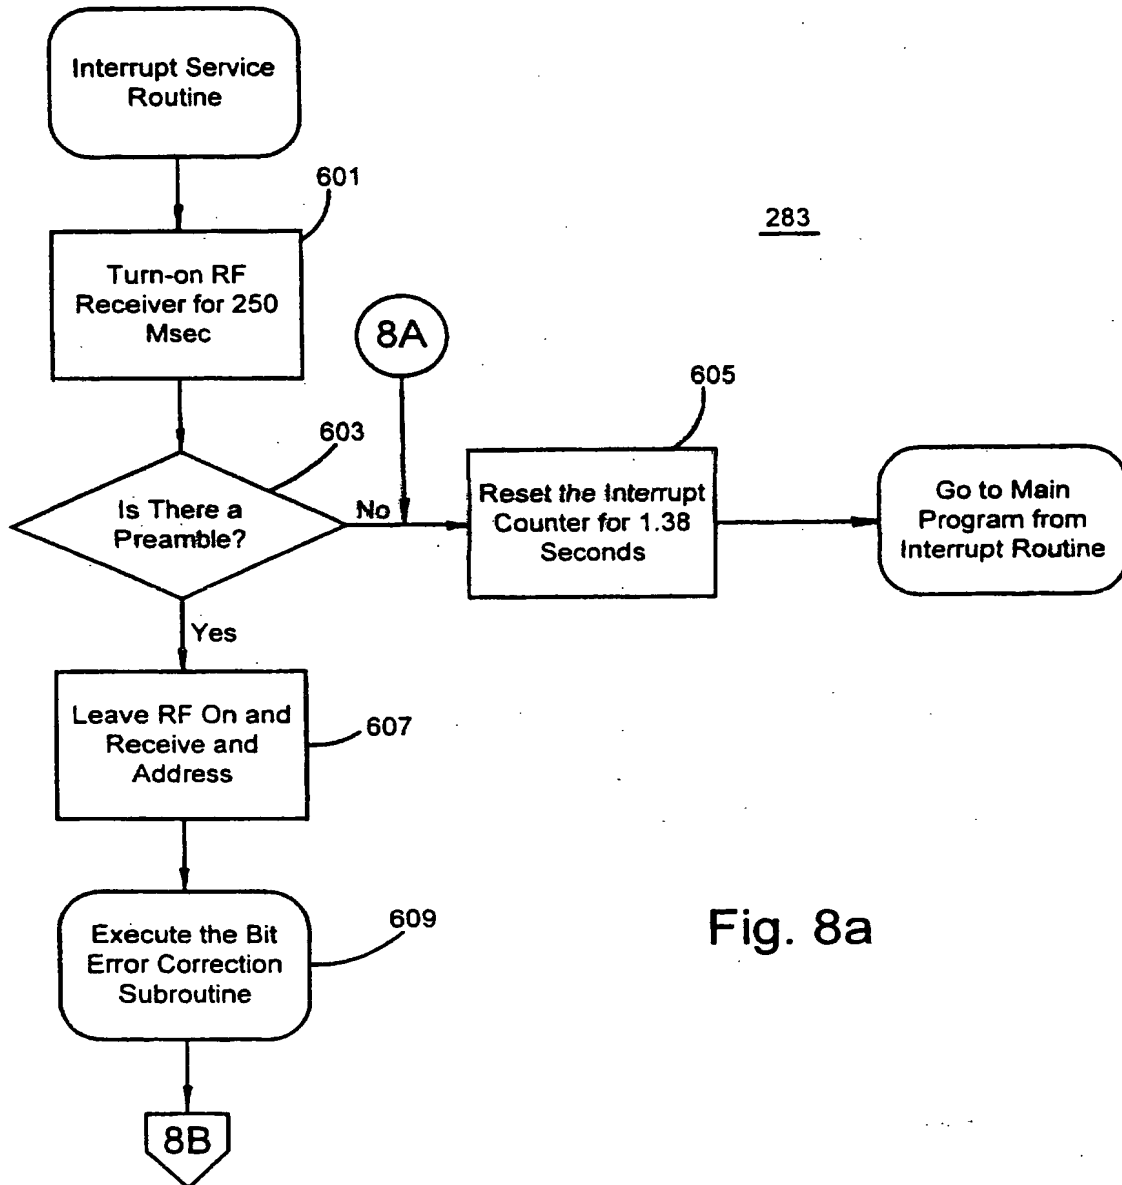 Interrupt Service
Routine
601
283
Turn-on RF
Receiver for 250
Msec
8A
605
603
Is There a
Preamble?
No
Reset the Interrupt
Counter for 1.38
Seconds
Go to Main
Program from
Interrupt Routine
Yes
Leave RF On and
Receive and
Address
607
Execute the Bit
Error Correction
Subroutine
609
Fig. 8a
8B